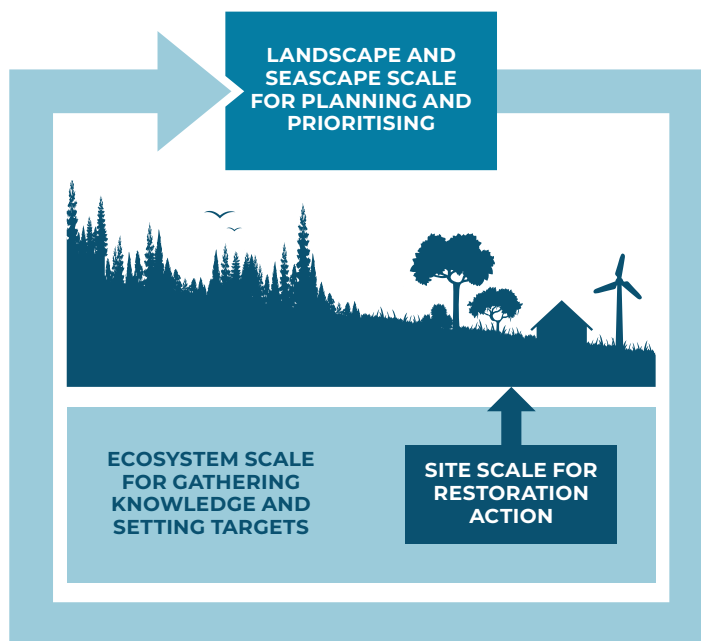 LANDSCAPE AND
SEASCAPE SCALE
FOR PLANNING AND
PRIORITISING
ECOSYSTEM SCALE
FOR GATHERING
KNOWLEDGE AND
SETTING TARGETS
SITE SCALE FOR
RESTORATION
ACTION